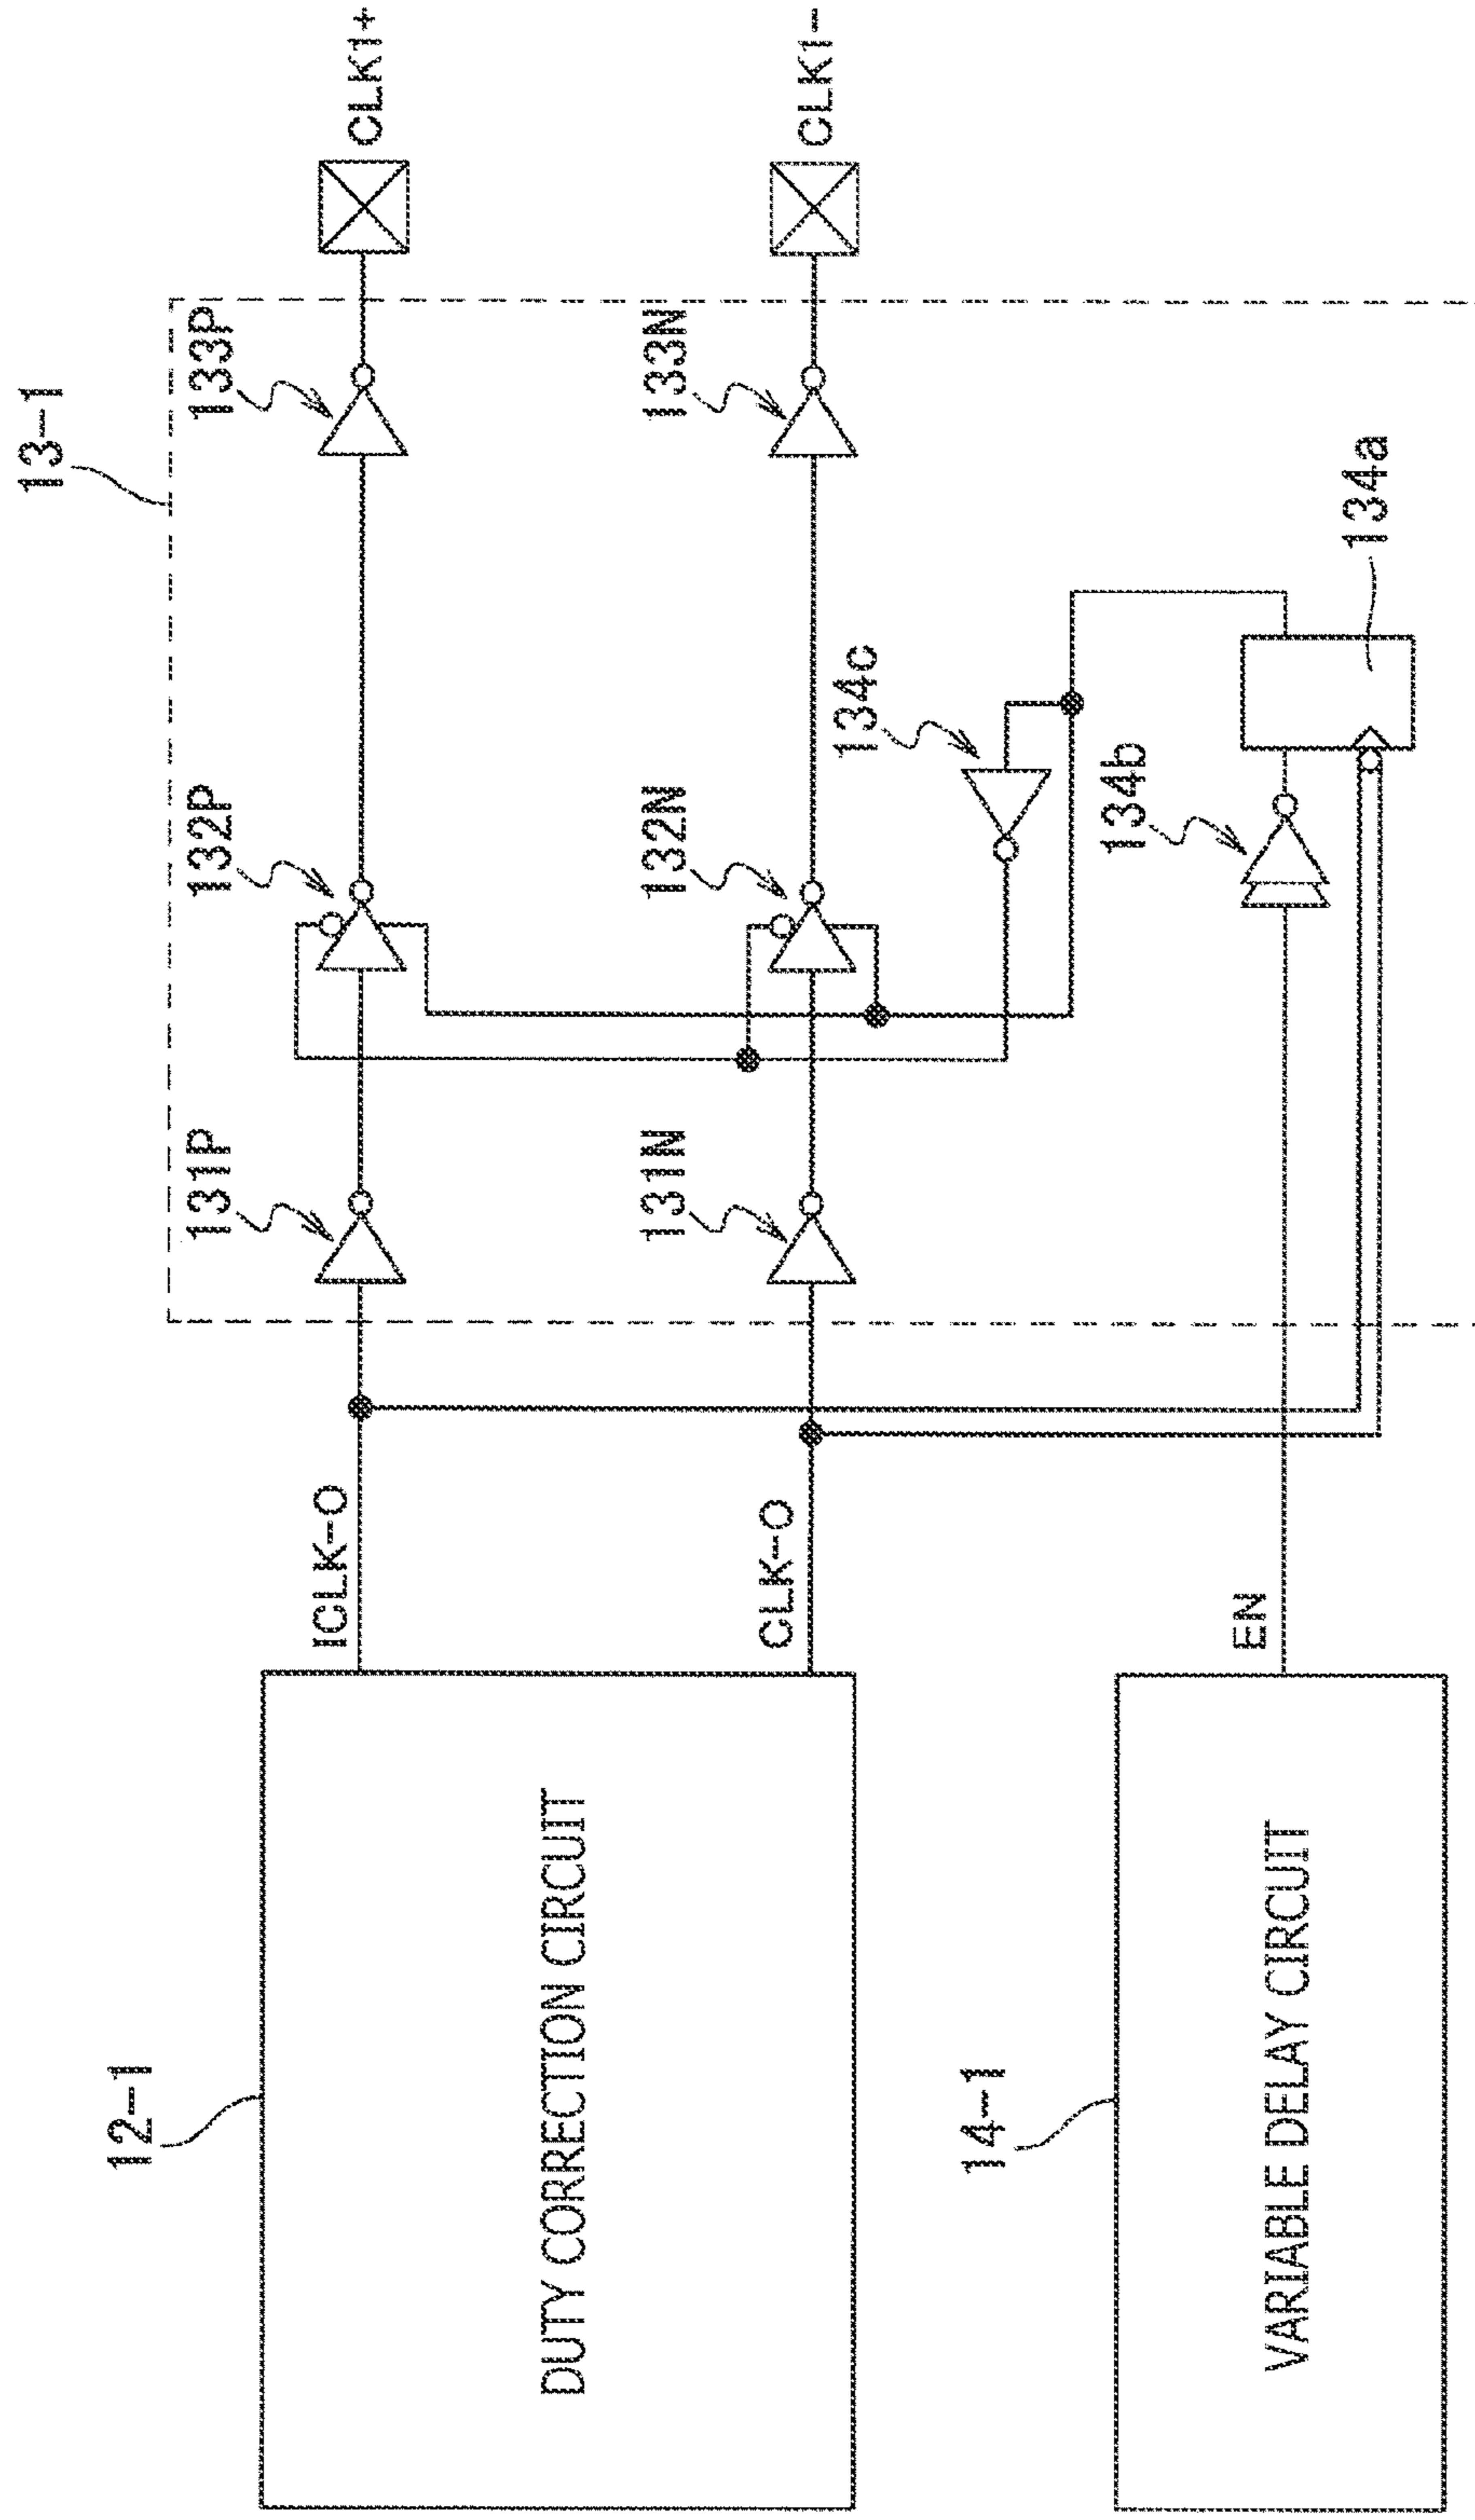 13-1
12-1
DUTY CORRECTION CIRCUIT
ICLK-O
131P
132P
133P
CLK1+
CLK-O
131N
132N
133N
CLK1-
134c
14-1
VARIABLE DELAY CIRCUIT
EN
134b
134a